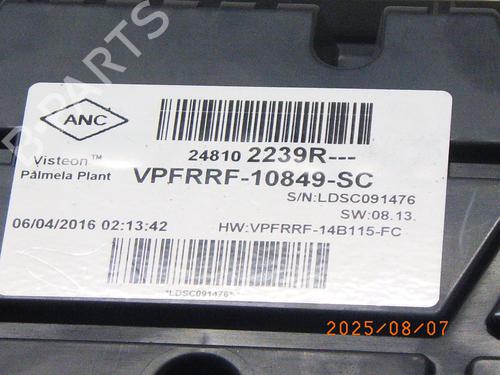 ANC
24810 2239R---
Visteon™
Palmela Plant
VPFRRF-10849-SC
S/N:LDSC091476
SW:08.13.
06/04/2016 02:13:42
HW:VPFRRF-14B115-FC
*LDSC091476*
2025/08/07
B-PARTS